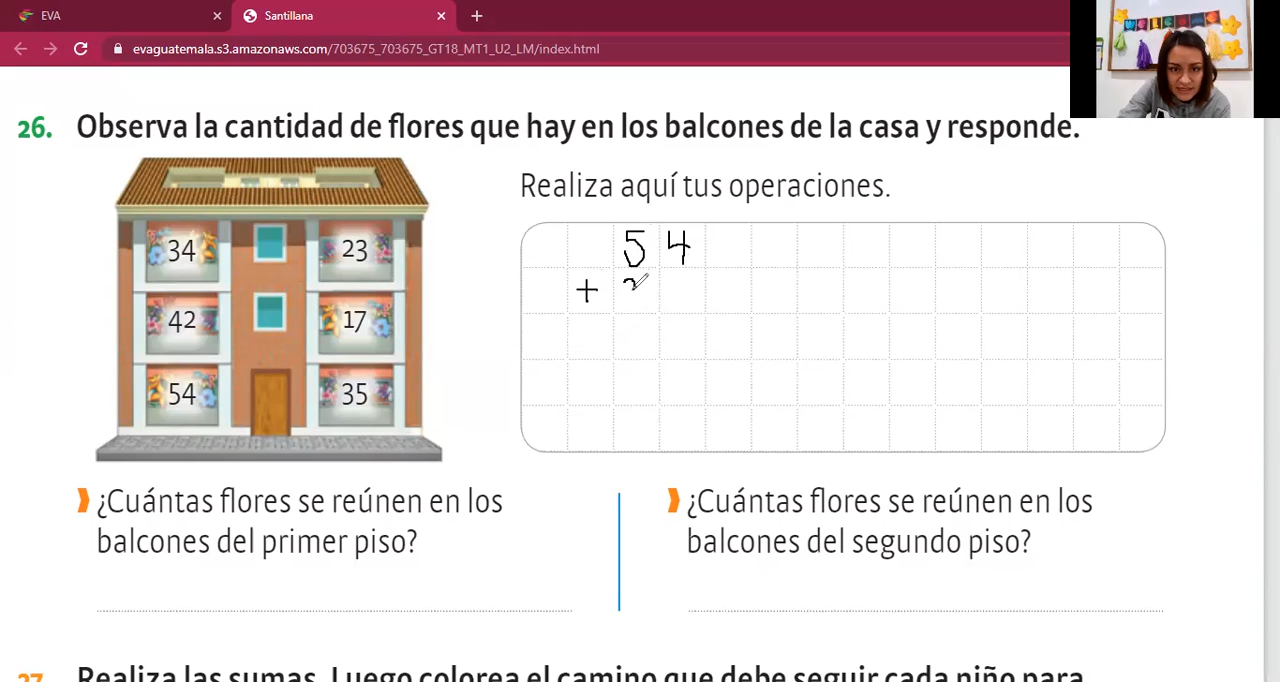 EVA
Santillana
evaguatemala.s3.amazonaws.com/703675_703675_GT18_MT1_U2_LM/index.html
26. Observa la cantidad de flores que hay en los balcones de la casa y responde.
Realiza aquí tus operaciones.
34 23
42 17
54 35
54
+
¿Cuántas flores se reúnen en los
balcones del primer piso?
¿Cuántas flores se reúnen en los
balcones del segundo piso?
27. Realiza las sumas. Luego colorea el camino que debe seguir cada niño para